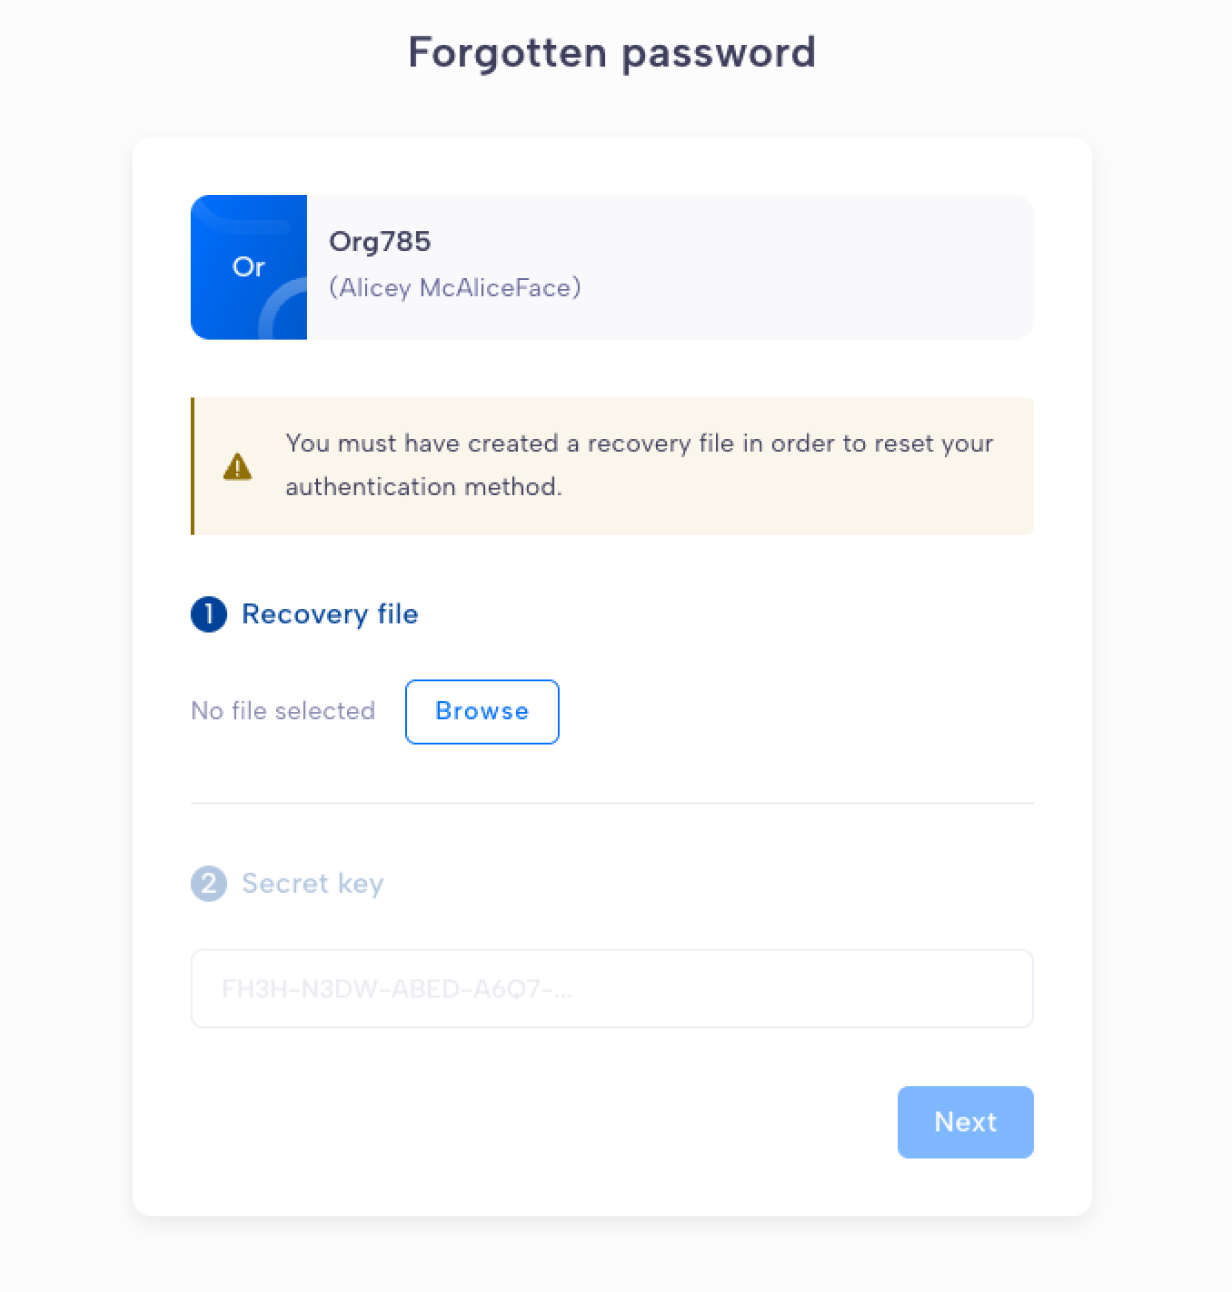 Forgotten password
Or
Org785
(Alicey McAliceFace)
You must have created a recovery file in order to reset your
authentication method.
1 Recovery file
No file selected Browse
2 Secret key
FH3H-N3DW-ABED-A6Q7-...
Next